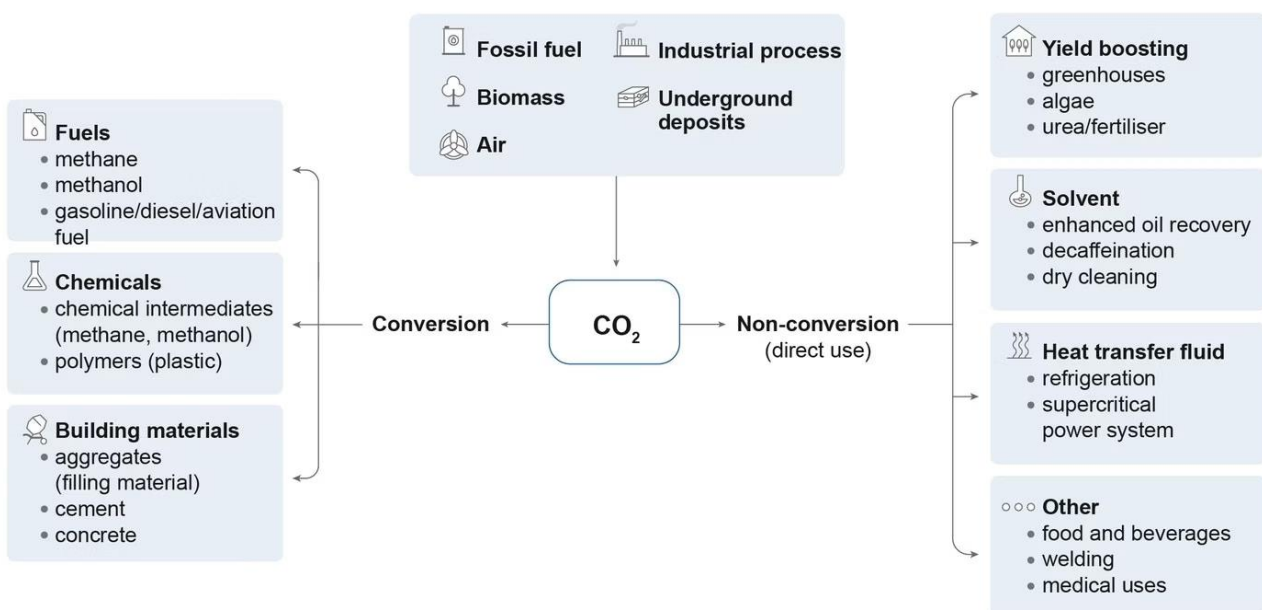 Fossil fuel
Industrial process
Biomass
Underground
deposits
Air
Fuels
• methane
• methanol
• gasoline/diesel/aviation
fuel
Chemicals
• chemical intermediates
(methane, methanol)
• polymers (plastic)
Building materials
• aggregates
(filling material)
• cement
• concrete
Conversion
CO₂
Non-conversion
(direct use)
Yield boosting
• greenhouses
• algae
• urea/fertiliser
Solvent
• enhanced oil recovery
• decaffeination
• dry cleaning
Heat transfer fluid
• refrigeration
• supercritical
power system
Other
• food and beverages
• welding
• medical uses